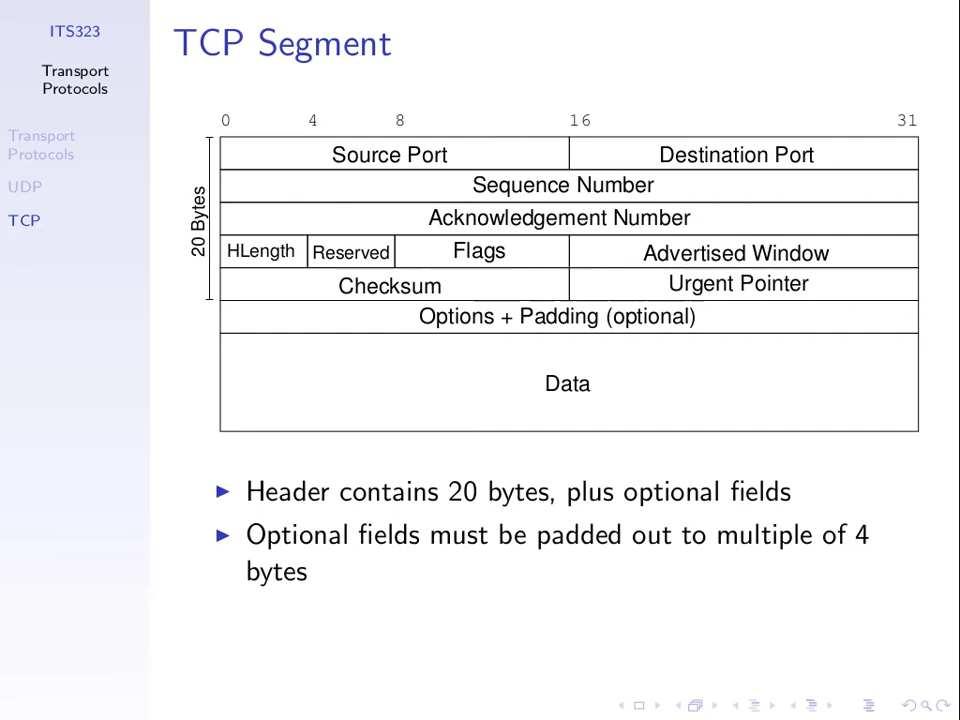 ITS323
Transport
Protocols
Transport
Protocols
UDP
TCP
TCP Segment
0 4 8 16 31
20 Bytes
Source Port Destination Port
Sequence Number
Acknowledgement Number
HLength Reserved Flags Advertised Window
Checksum Urgent Pointer
Options + Padding (optional)
Data
Header contains 20 bytes, plus optional fields
Optional fields must be padded out to multiple of 4
bytes